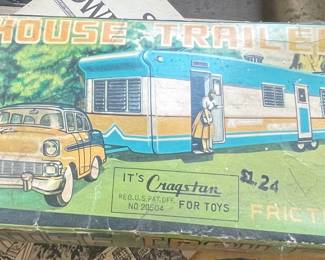 HOUSE TRAILE
IT'S Cragstan
REG.U.S.PAT.OFF.
NO 20504 FOR TOYS
$1.24
FRICT